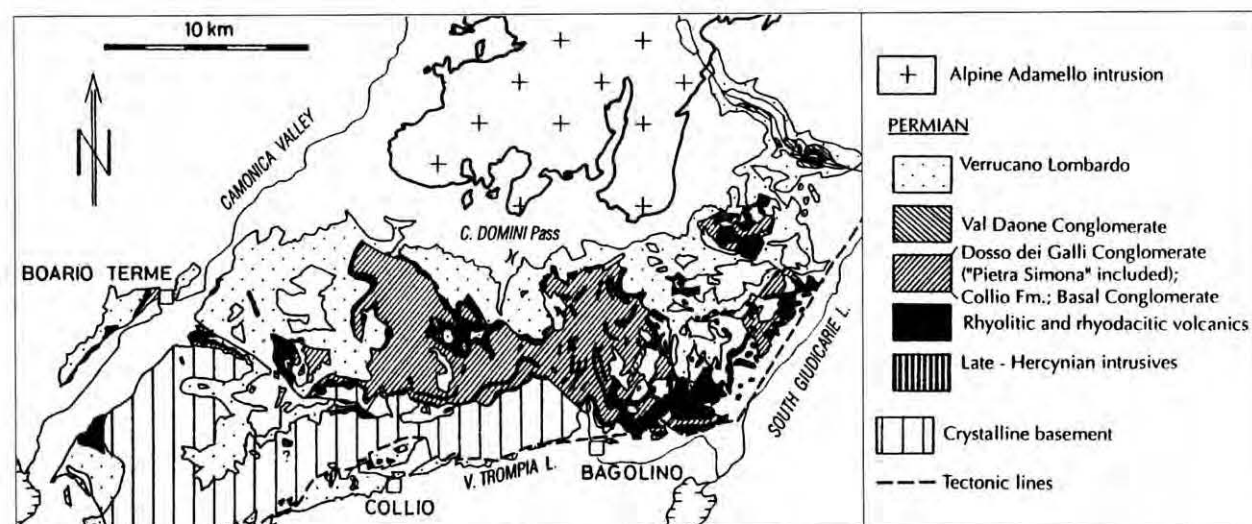 10 km
N
CAMONICA VALLEY
C. DOMINI Pass
BOARIO TERME
SOUTH GIUDICARIE L.
V. TROMPIA L.
BAGOLINO
COLLIO
Alpine Adamello intrusion
PERMIAN
Verrucano Lombardo
Val Daone Conglomerate
Dosso dei Galli Conglomerate
("Pietra Simona" included);
Collio Fm.; Basal Conglomerate
Rhyolitic and rhyodacitic volcanics
Late - Hercynian intrusives
Crystalline basement
Tectonic lines